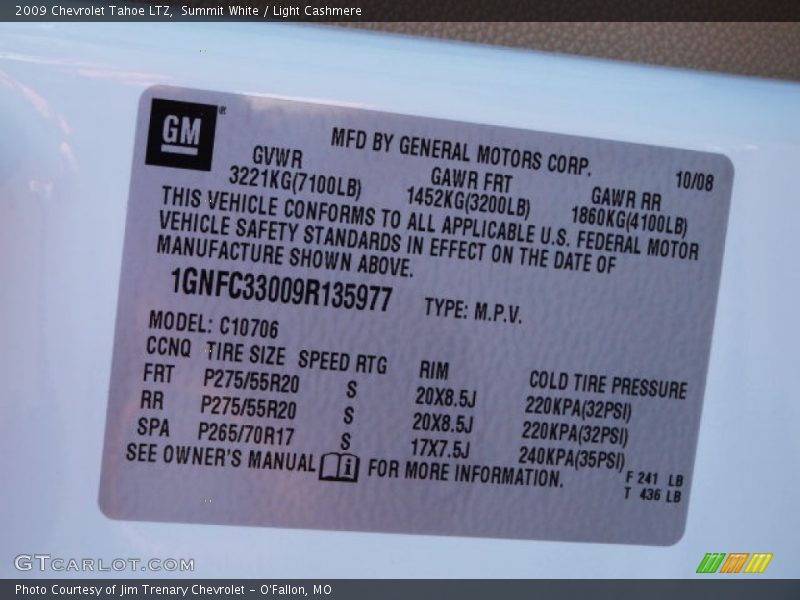 2009 Chevrolet Tahoe LTZ, Summit White / Light Cashmere
GM®
MFD BY GENERAL MOTORS CORP.
10/08
GVWR GAWR FRT GAWR RR
3221KG(7100LB) 1452KG(3200LB) 1860KG(4100LB)
THIS VEHICLE CONFORMS TO ALL APPLICABLE U.S. FEDERAL MOTOR
VEHICLE SAFETY STANDARDS IN EFFECT ON THE DATE OF
MANUFACTURE SHOWN ABOVE.
1GNFC33009R135977 TYPE: M.P.V.
MODEL: C10706
CCNQ TIRE SIZE SPEED RTG RIM COLD TIRE PRESSURE
FRT P275/55R20 S 20X8.5J 220KPA(32PSI)
RR P275/55R20 S 20X8.5J 220KPA(32PSI)
SPA P265/70R17 S 17X7.5J 240KPA(35PSI)
SEE OWNER'S MANUAL i FOR MORE INFORMATION.
F 241 LB
T 436 LB
GTCARLOT.COM
Photo Courtesy of Jim Trenary Chevrolet - O'Fallon, MO